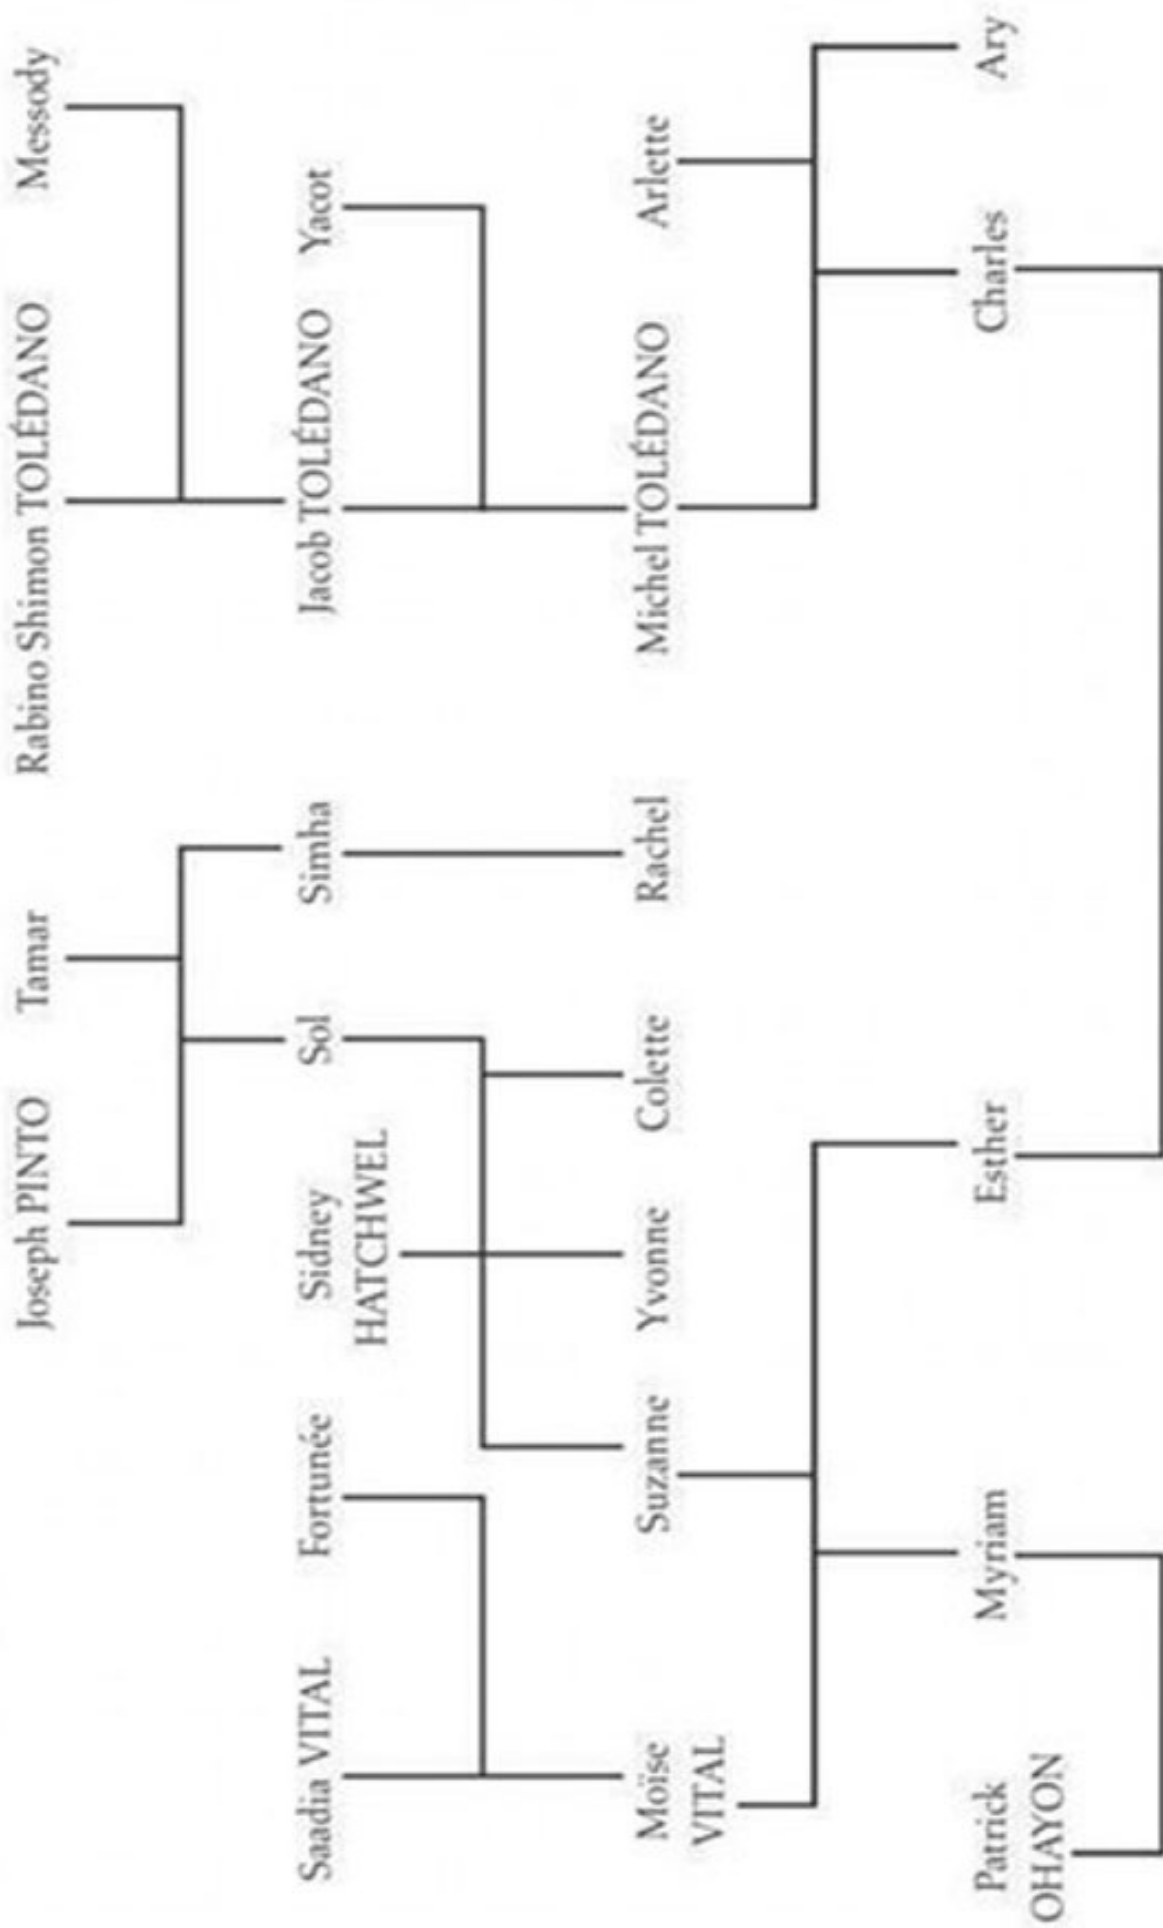 Joseph PINTO
Tamar
Rabino Shimon TOLÉDANO
Messody
Saadia VITAL
Fortunée
Sidney
HATCHWEL
Sol
Simha
Jacob TOLÉDANO
Yacot
Moïse
VITAL
Suzanne
Yvonne
Colette
Rachel
Michel TOLÉDANO
Arlette
Patrick
OHAYON
Myriam
Esther
Charles
Ary